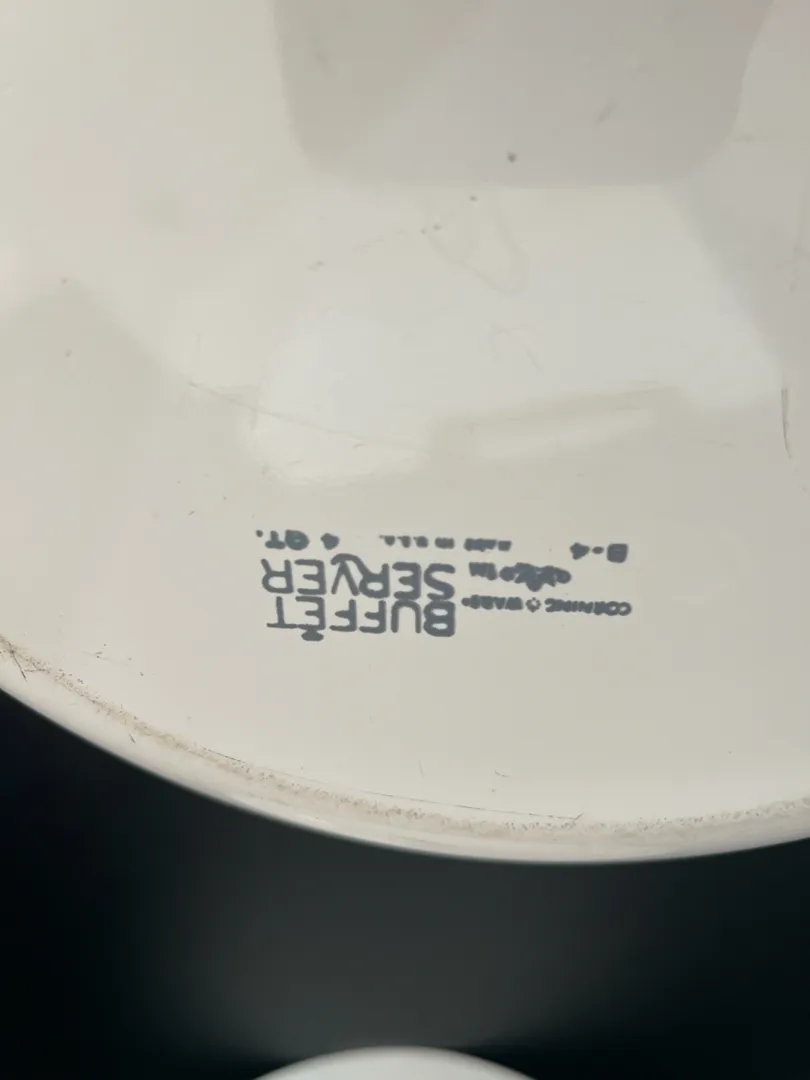 CORNING WARE®
BUFFET
SERVER
B-4 MADE IN U.S.A. 4 QT.